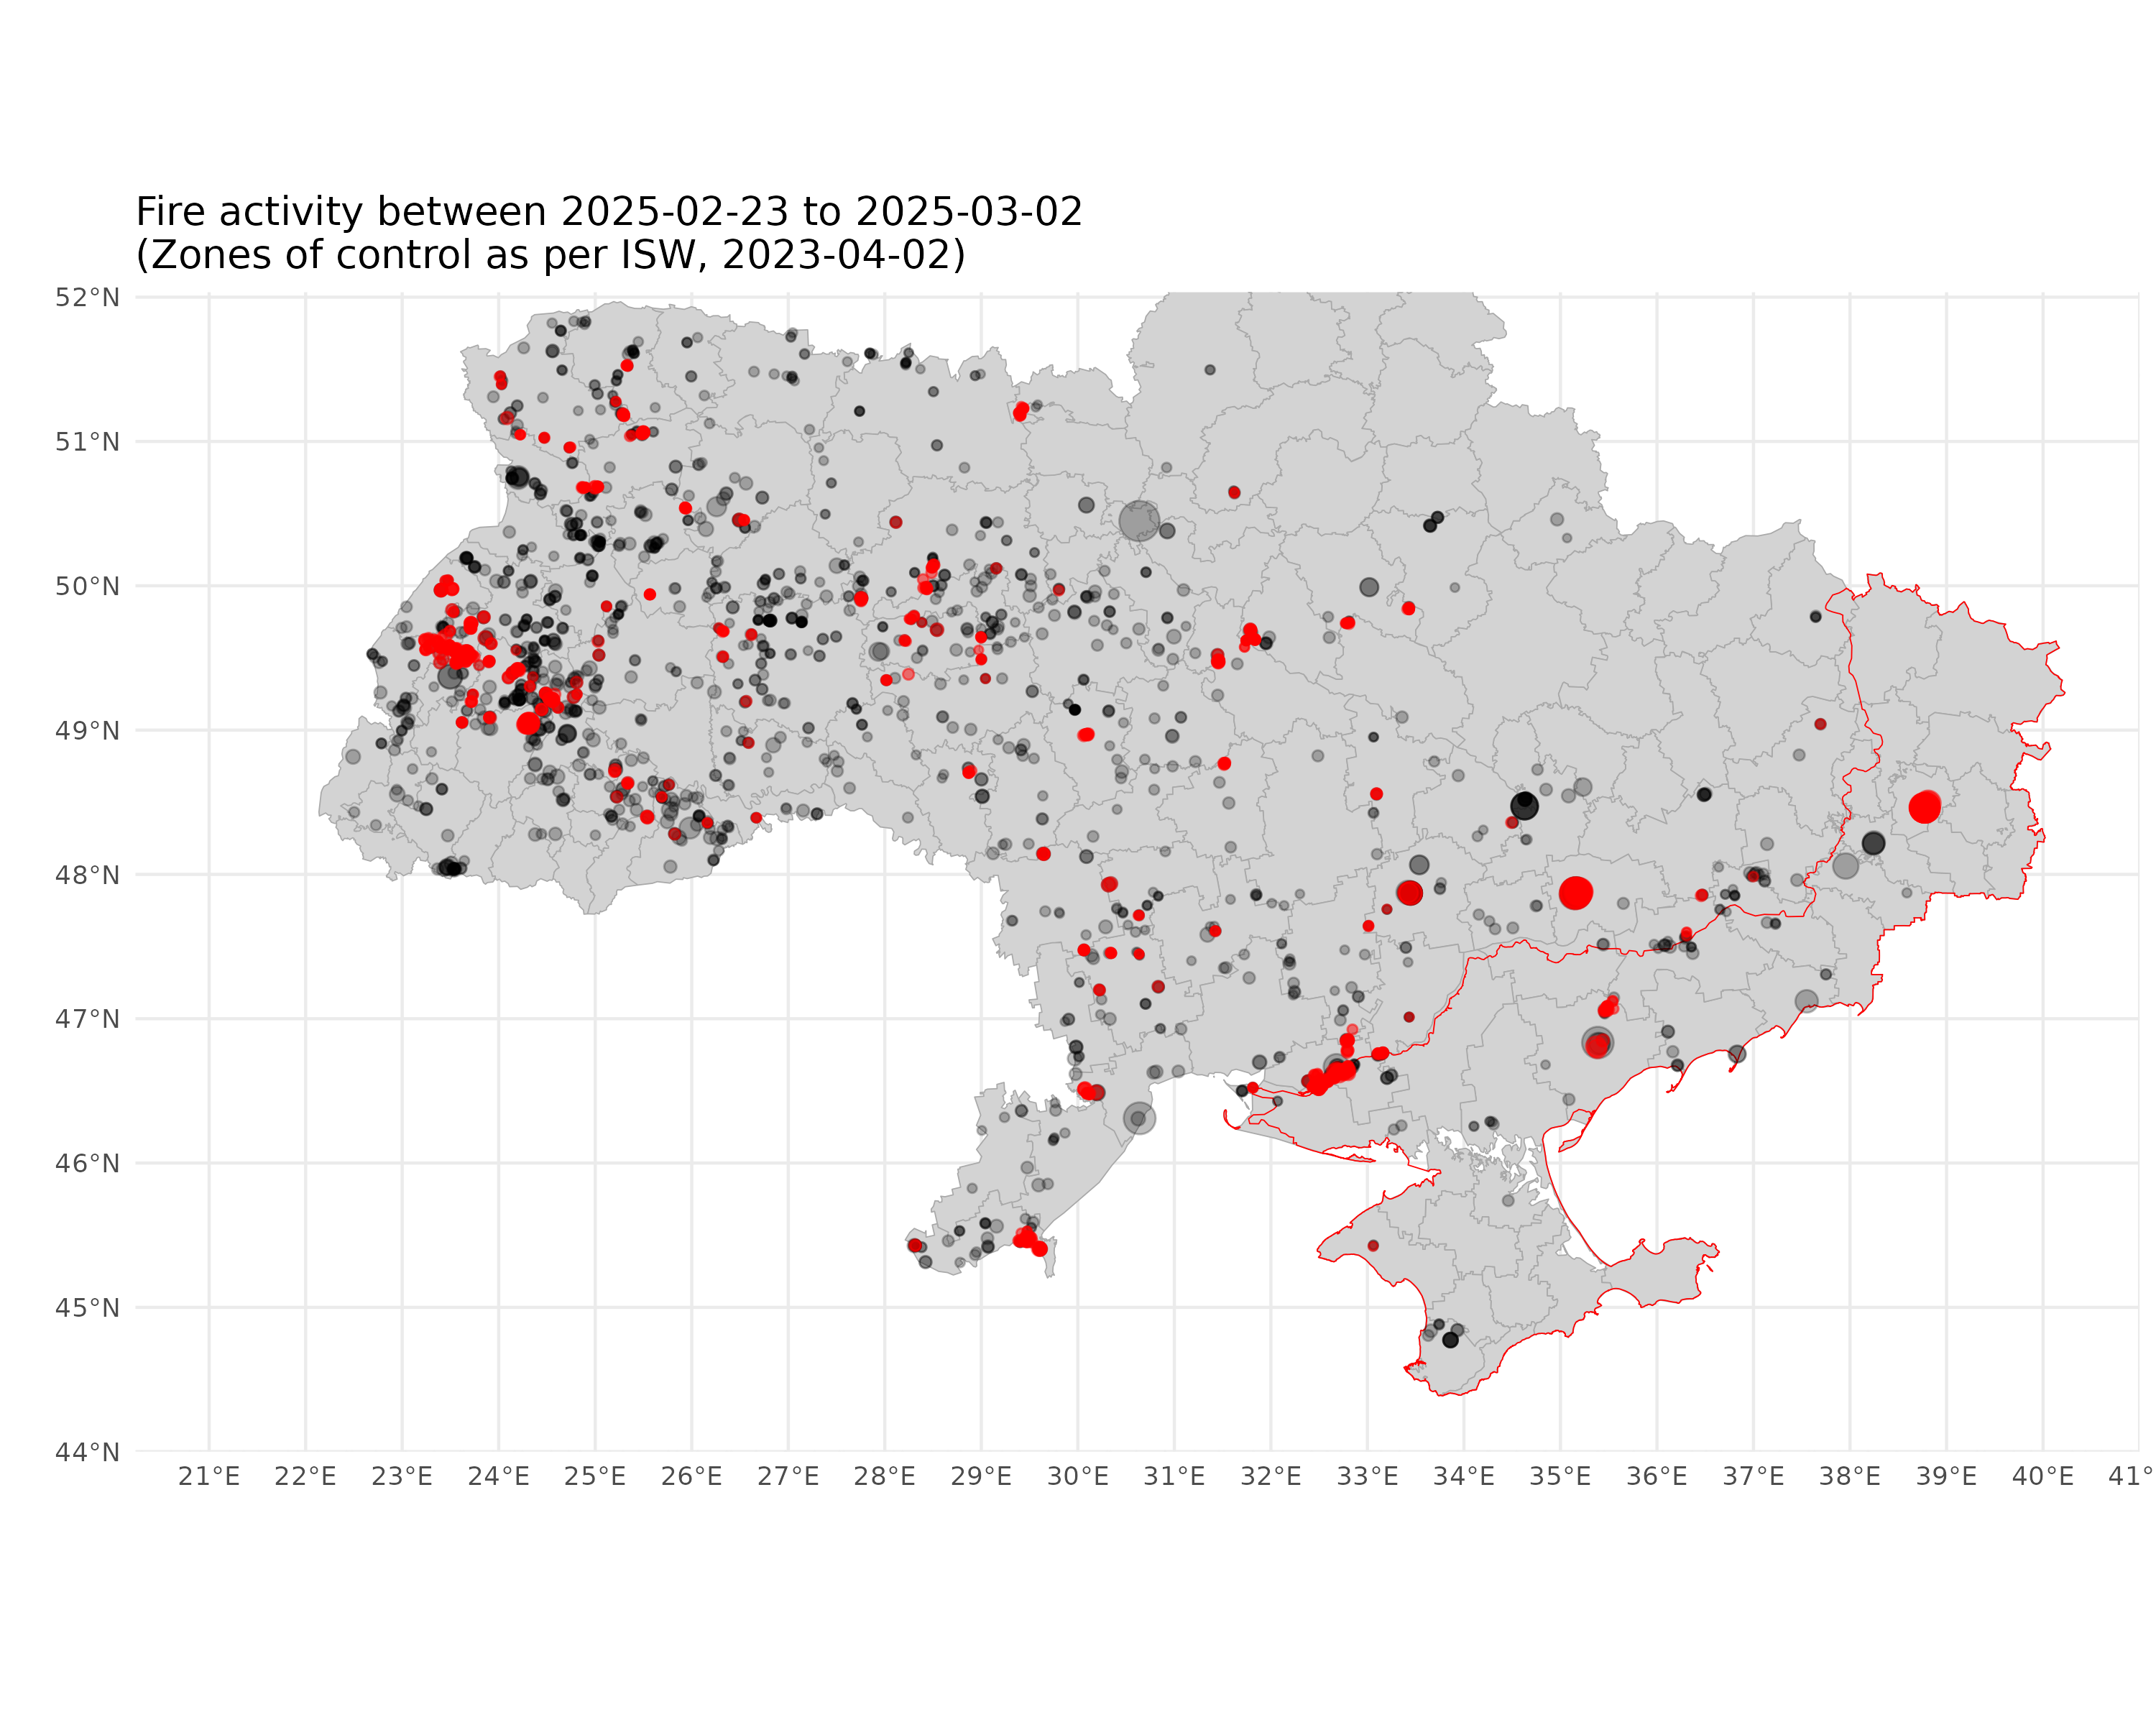 Fire activity between 2025-02-23 to 2025-03-02
(Zones of control as per ISW, 2023-04-02)
52°N
51°N
50°N
49°N
48°N
47°N
46°N
45°N
44°N
21°E 22°E 23°E 24°E 25°E 26°E 27°E 28°E 29°E 30°E 31°E 32°E 33°E 34°E 35°E 36°E 37°E 38°E 39°E 40°E 41°